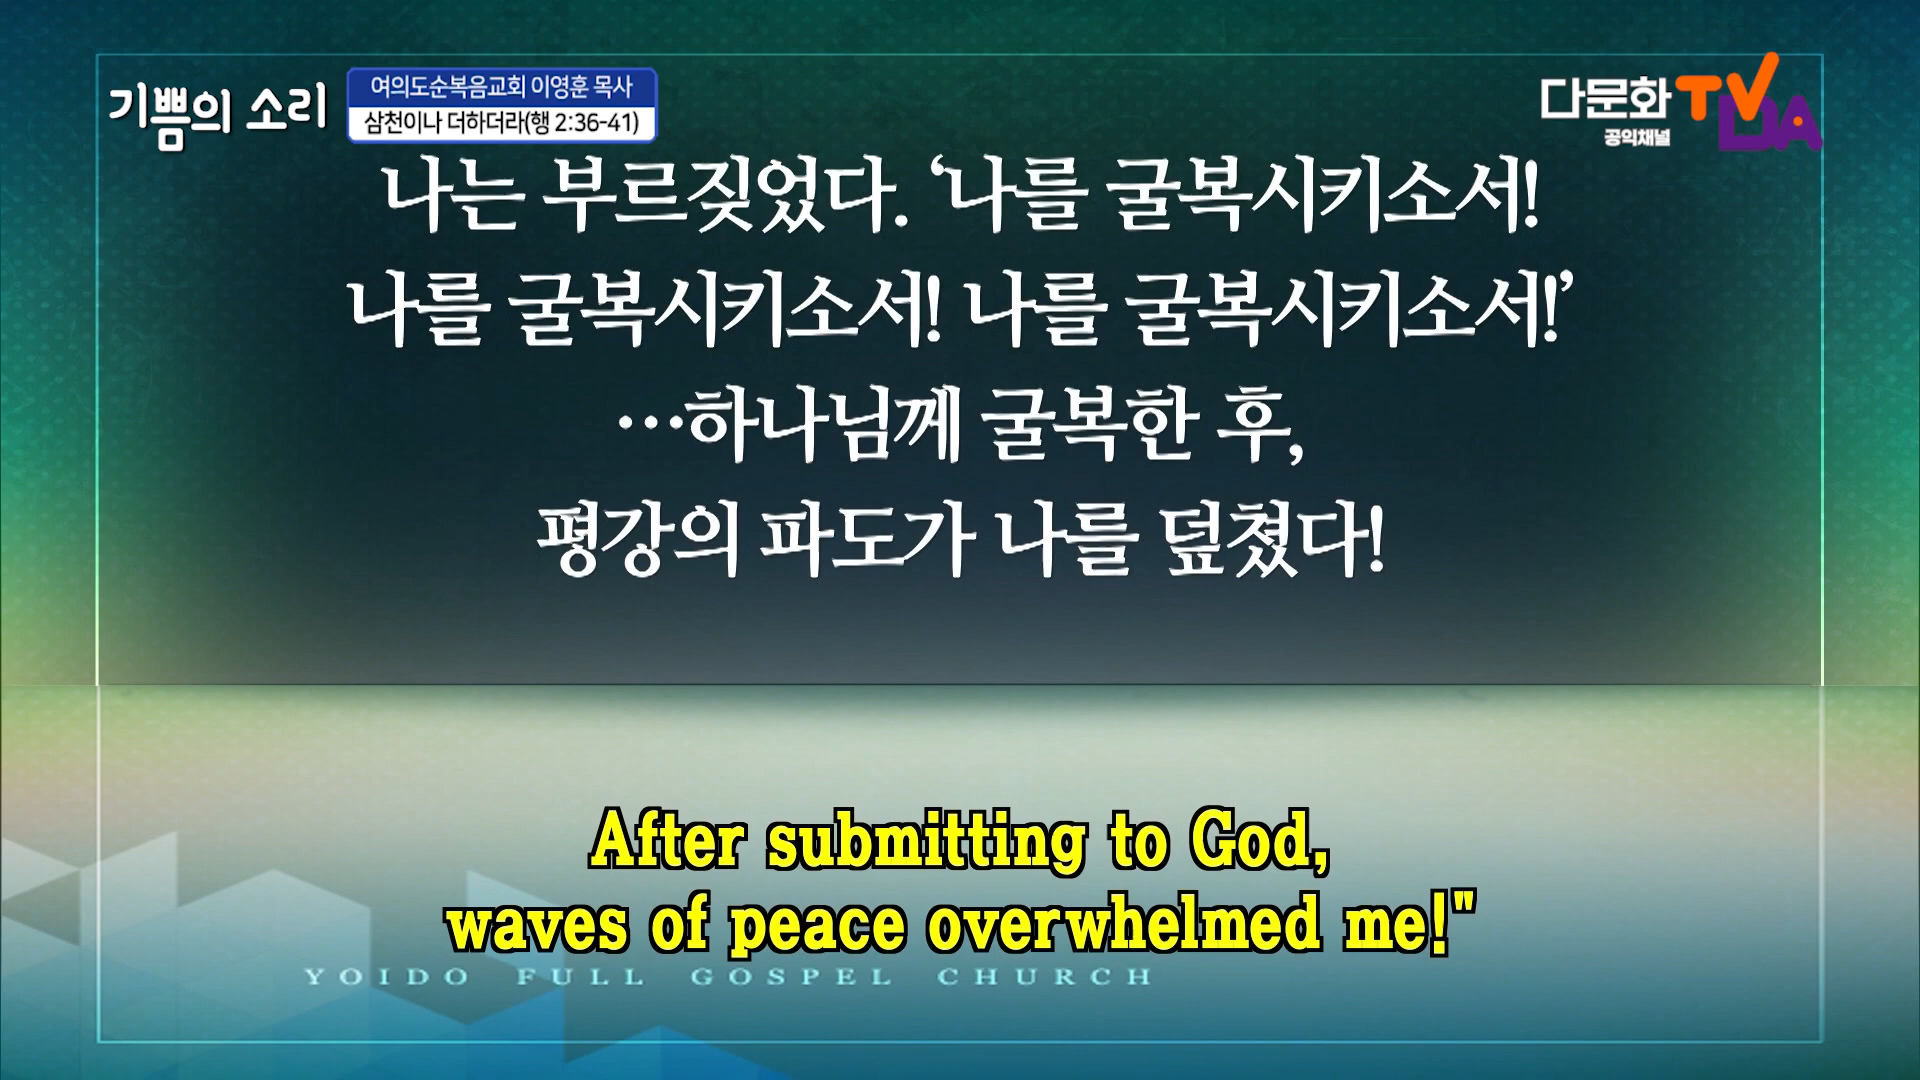 기쁨의 소리
여의도순복음교회 이영훈 목사
삼천이나 더하더라(행 2:36-41)
다문화 TV
공익채널 DA
나는 부르짖었다. ‘나를 굴복시키소서!
나를 굴복시키소서! 나를 굴복시키소서!’
…하나님께 굴복한 후,
평강의 파도가 나를 덮쳤다!
After submitting to God,
waves of peace overwhelmed me!"
YOIDO FULL GOSPEL CHURCH